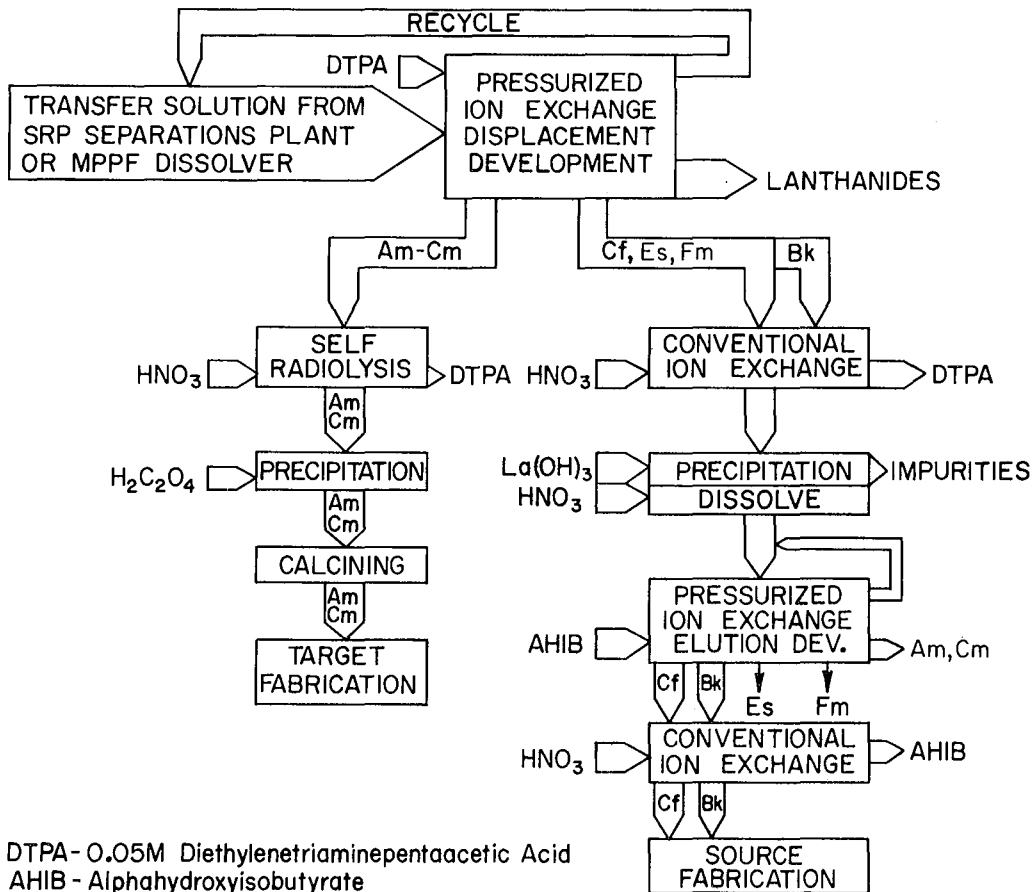 RECYCLE
DTPA
PRESSURIZED
ION EXCHANGE
DISPLACEMENT
DEVELOPMENT
TRANSFER SOLUTION FROM
SRP SEPARATIONS PLANT
OR MPPF DISSOLVER
LANTHANIDES
Am-Cm
Cf, Es, Fm
Bk
SELF
RADIOLYSIS
HNO₃
DTPA
CONVENTIONAL
ION EXCHANGE
HNO₃
DTPA
Am
Cm
H₂C₂O₄
PRECIPITATION
La(OH)₃
PRECIPITATION
IMPURITIES
HNO₃
DISSOLVE
Am
Cm
CALCINING
Am
Cm
TARGET
FABRICATION
PRESSURIZED
ION EXCHANGE
ELUTION DEV.
AHIB
Am, Cm
Cf
Bk
Es
Fm
CONVENTIONAL
ION EXCHANGE
HNO₃
AHIB
Cf
Bk
SOURCE
FABRICATION
DTPA - 0.05M Diethylenetriaminepentaacetic Acid
AHIB - Alphahydroxyisobutyrate